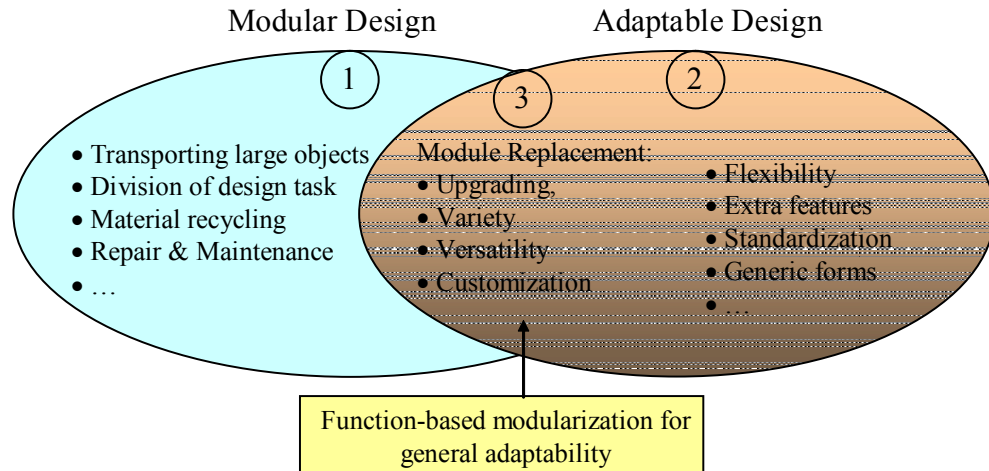 Modular Design
Adaptable Design
1
3
2
• Transporting large objects
• Division of design task
• Material recycling
• Repair & Maintenance
• …
Module Replacement:
• Upgrading,
• Variety
• Versatility
• Customization
• Flexibility
• Extra features
• Standardization
• Generic forms
• …
Function-based modularization for
general adaptability